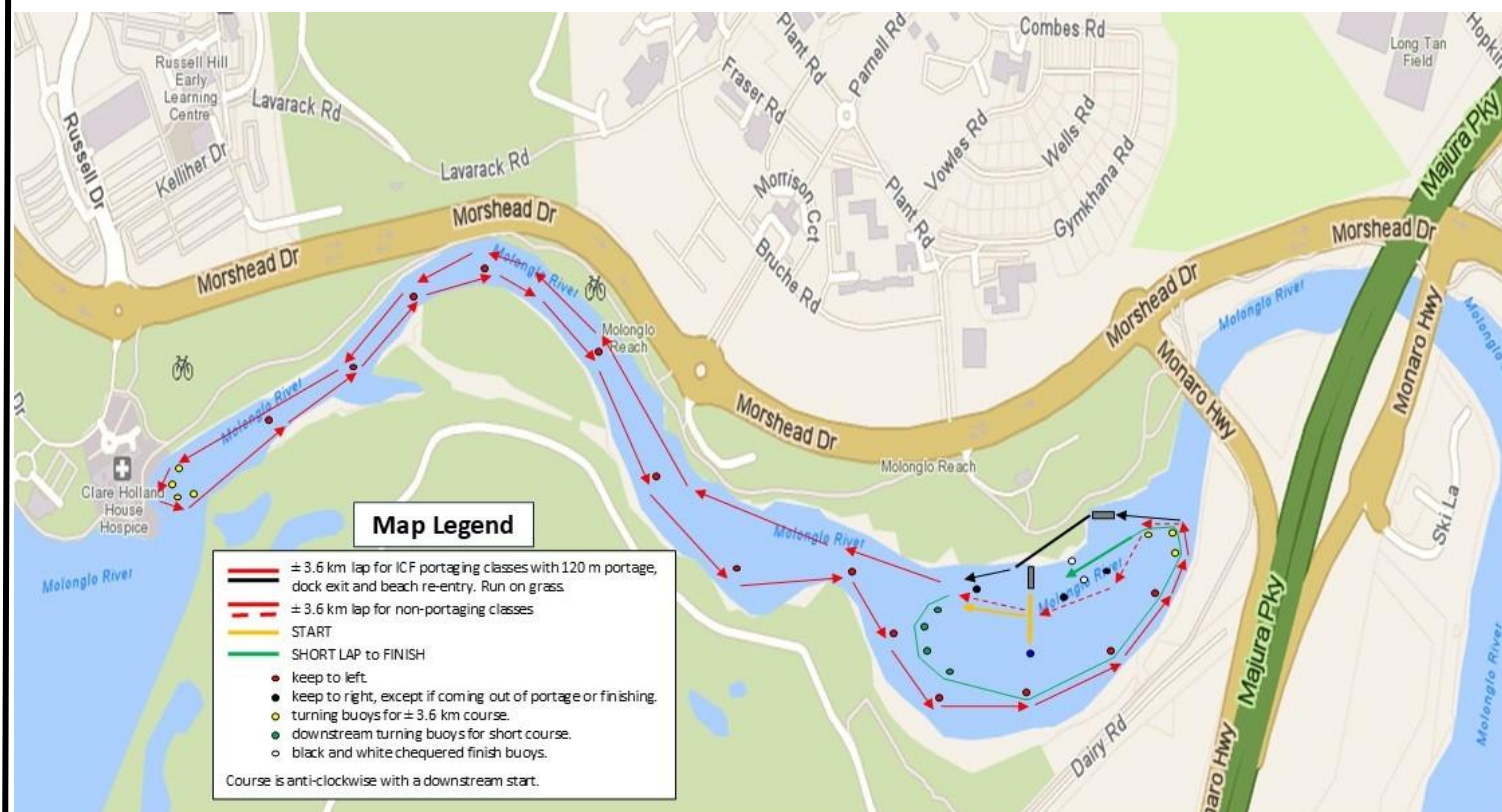 Combes Rd
Plant Rd
Parnell Rd
Fraser Rd
Long Tan
Field
Russell Hill
Early
Learning
Centre
Lavarack Rd
Russell Dr
Kelliher Dr
Lavarack Rd
Vowles Rd
Wells Rd
Gymkhana Rd
Majura Pky
Morrison Cct
Plant Rd
Morshead Dr
Morshead Dr
Morshead Dr
Bruche Rd
Molonglo River
Molonglo River
Molonglo
Reach
Morshead Dr
Monaro Hwy
Monaro Hwy
Morshead Dr
Molonglo River
Molonglo Reach
Ski La
Clare Holland
House
Hospice
Molonglo River
Molonglo River
Molonglo River
Molonglo River
Majura Pky
Dairy Rd
Map Legend
± 3.6 km lap for ICF portaging classes with 120 m portage,
dock exit and beach re-entry. Run on grass.
± 3.6 km lap for non-portaging classes
START
SHORT LAP to FINISH
keep to left.
keep to right, except if coming out of portage or finishing.
turning buoys for ± 3.6 km course.
downstream turning buoys for short course.
black and white chequered finish buoys.
Course is anti-clockwise with a downstream start.